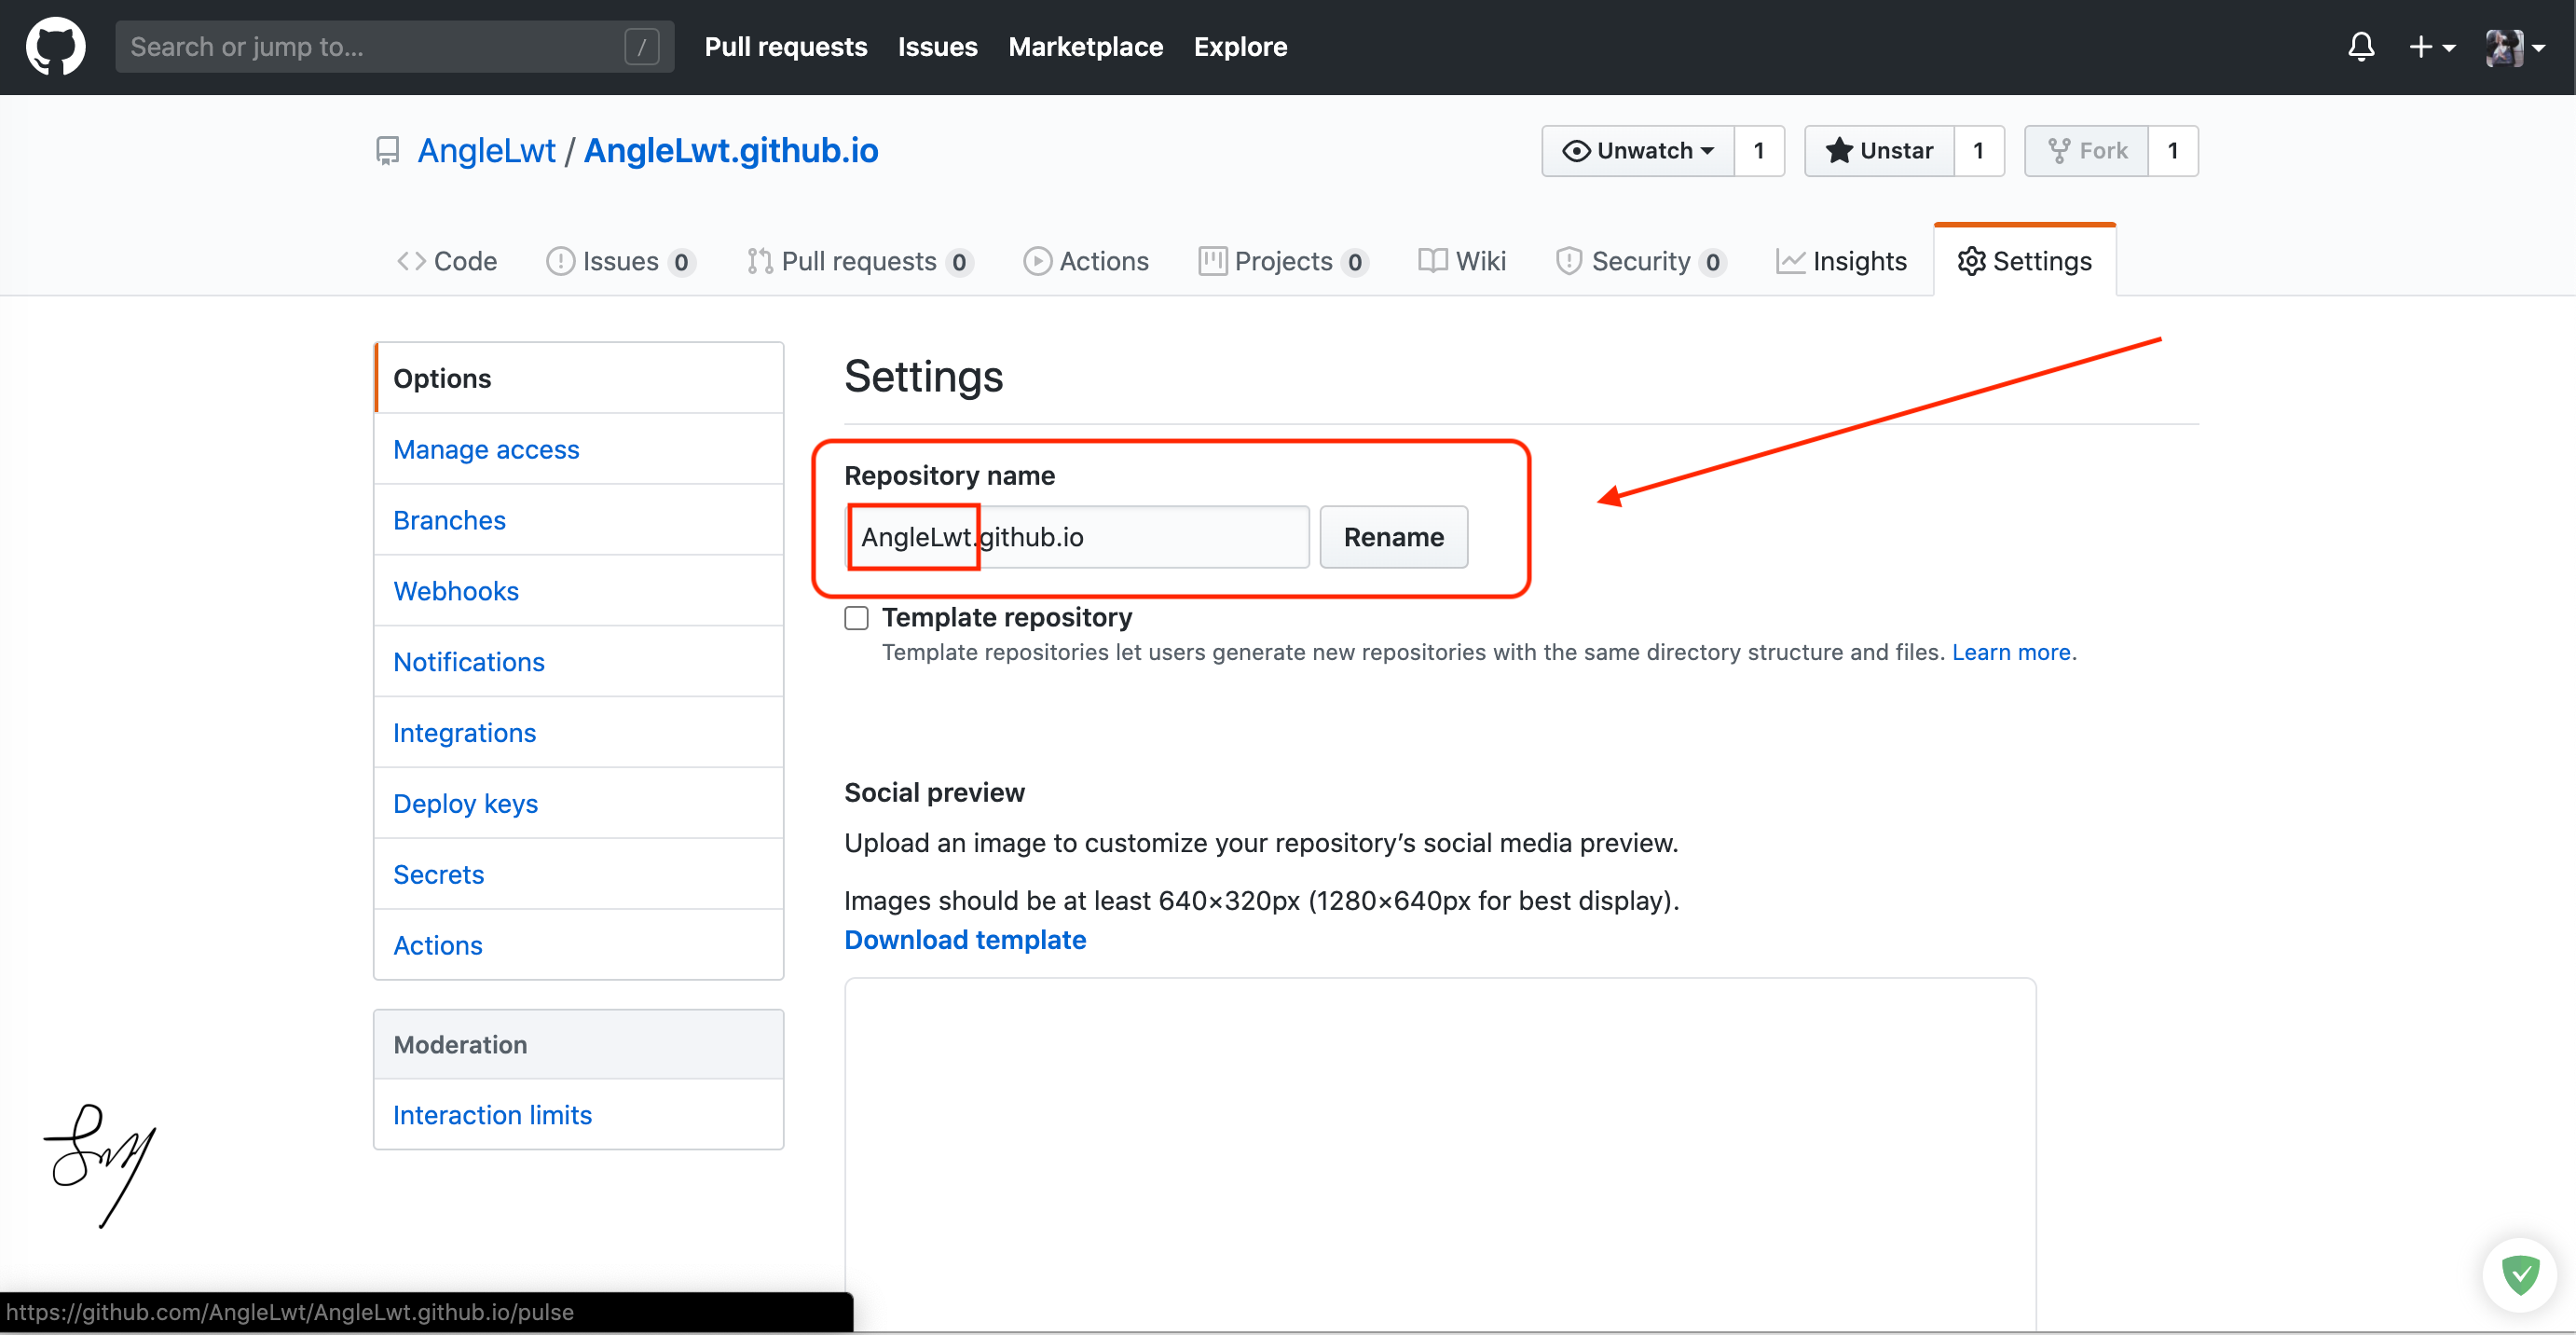 Search or jump to... /
Pull requests Issues Marketplace Explore
AngleLwt / AngleLwt.github.io
Unwatch 1 Unstar 1 Fork 1
Code Issues 0 Pull requests 0 Actions Projects 0 Wiki Security 0 Insights Settings
Options
Manage access
Branches
Webhooks
Notifications
Integrations
Deploy keys
Secrets
Actions
Moderation
Interaction limits
Settings
Repository name
AngleLwt.github.io Rename
Template repository
Template repositories let users generate new repositories with the same directory structure and files. Learn more.
Social preview
Upload an image to customize your repository’s social media preview.
Images should be at least 640×320px (1280×640px for best display).
Download template
https://github.com/AngleLwt/AngleLwt.github.io/pulse